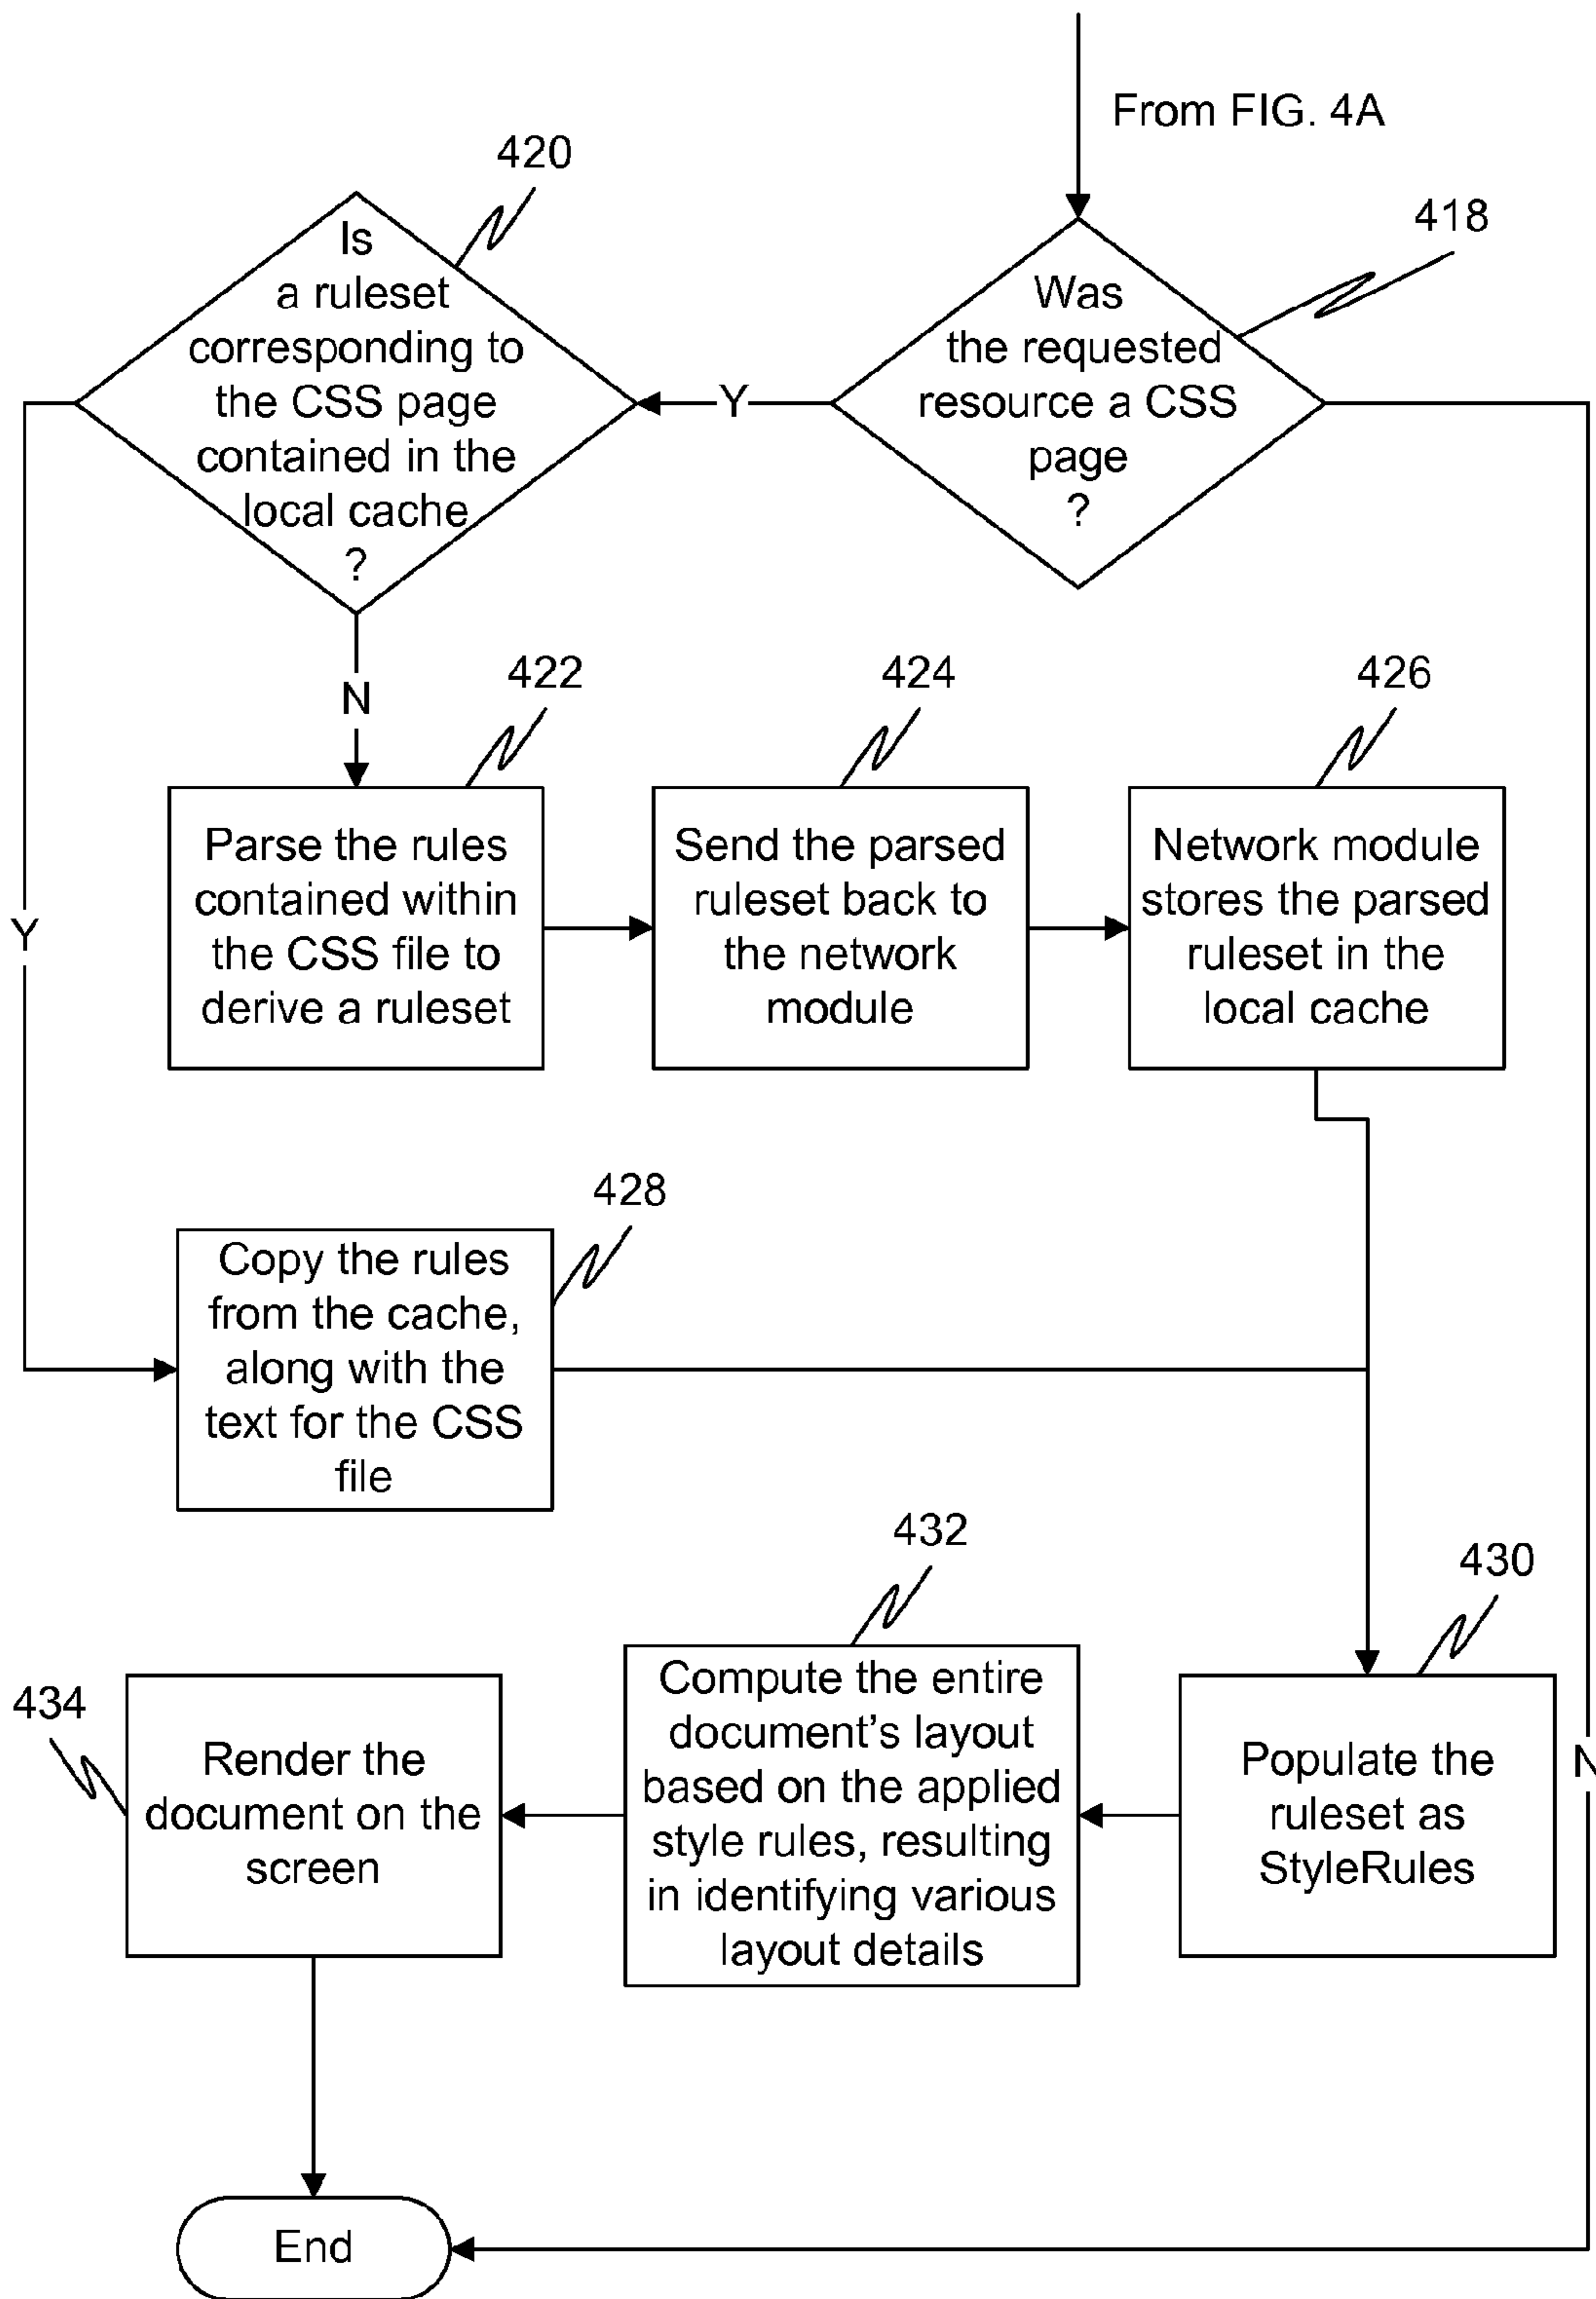 From FIG. 4A
418
Was
the requested
resource a CSS
page
?
Y
N
420
Is
a ruleset
corresponding to
the CSS page
contained in the
local cache
?
N
Y
422
Parse the rules
contained within
the CSS file to
derive a ruleset
424
Send the parsed
ruleset back to
the network
module
426
Network module
stores the parsed
ruleset in the
local cache
428
Copy the rules
from the cache,
along with the
text for the CSS
file
430
Populate the
ruleset as
StyleRules
432
Compute the entire
document's layout
based on the applied
style rules, resulting
in identifying various
layout details
434
Render the
document on the
screen
End